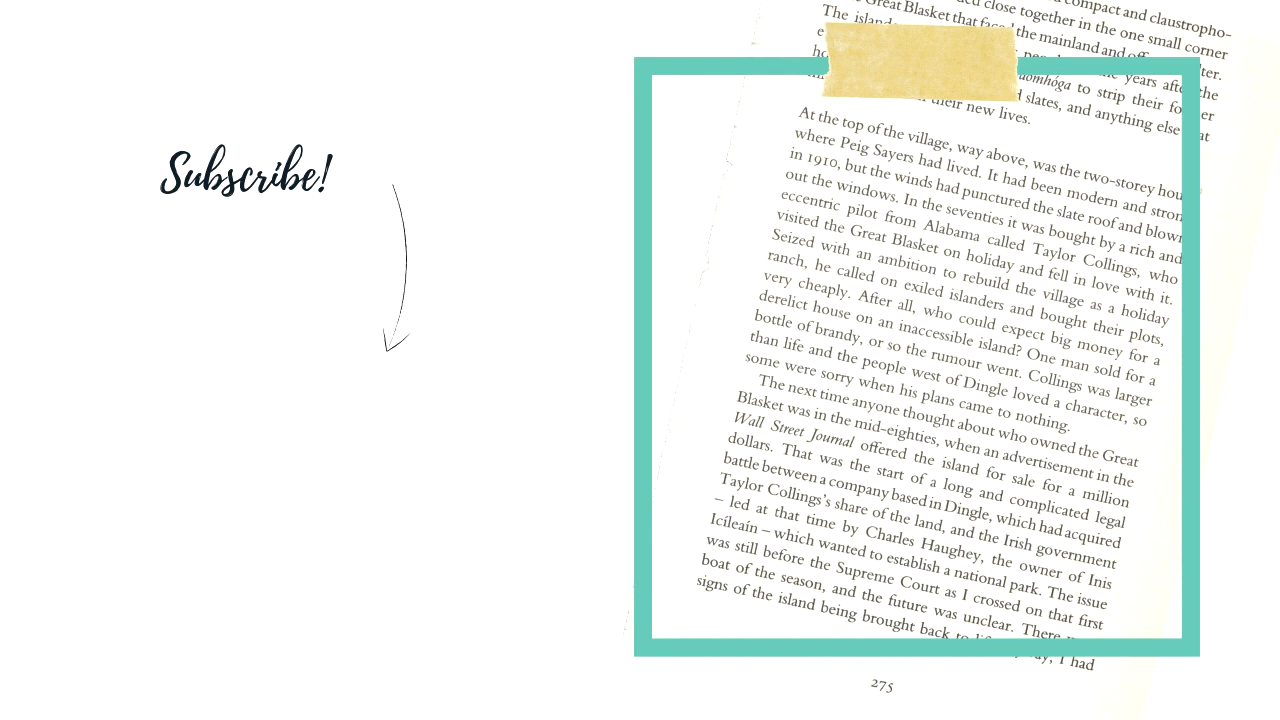 Subscribe!
compact and claustropho-
Great Blasket that faced the mainland and off
close together in the one small corner
The island
years after the
to strip their former
their new lives.
slates, and anything else
At the top of the village, way above, was the two-storey hou
where Peig Sayers had lived. It had been modern and stron
in 1910, but the winds had punctured the slate roof and blown
out the windows. In the seventies it was bought by a rich and
eccentric pilot from Alabama called Taylor Collings, who
visited the Great Blasket on holiday and fell in love with it.
Seized with an ambition to rebuild the village as a holiday
ranch, he called on exiled islanders and bought their plots,
very cheaply. After all, who could expect big money for a
derelict house on an inaccessible island? One man sold for a
bottle of brandy, or so the rumour went. Collings was larger
than life and the people west of Dingle loved a character, so
some were sorry when his plans came to nothing.
The next time anyone thought about who owned the Great
Blasket was in the mid-eighties, when an advertisement in the
Wall Street Journal offered the island for sale for a million
dollars. That was the start of a long and complicated legal
battle between a company based in Dingle, which had acquired
Taylor Collings's share of the land, and the Irish government
– led at that time by Charles Haughey, the owner of Inis
Icíleaín – which wanted to establish a national park. The issue
was still before the Supreme Court as I crossed on that first
boat of the season, and the future was unclear. There
signs of the island being brought back to
I had
275